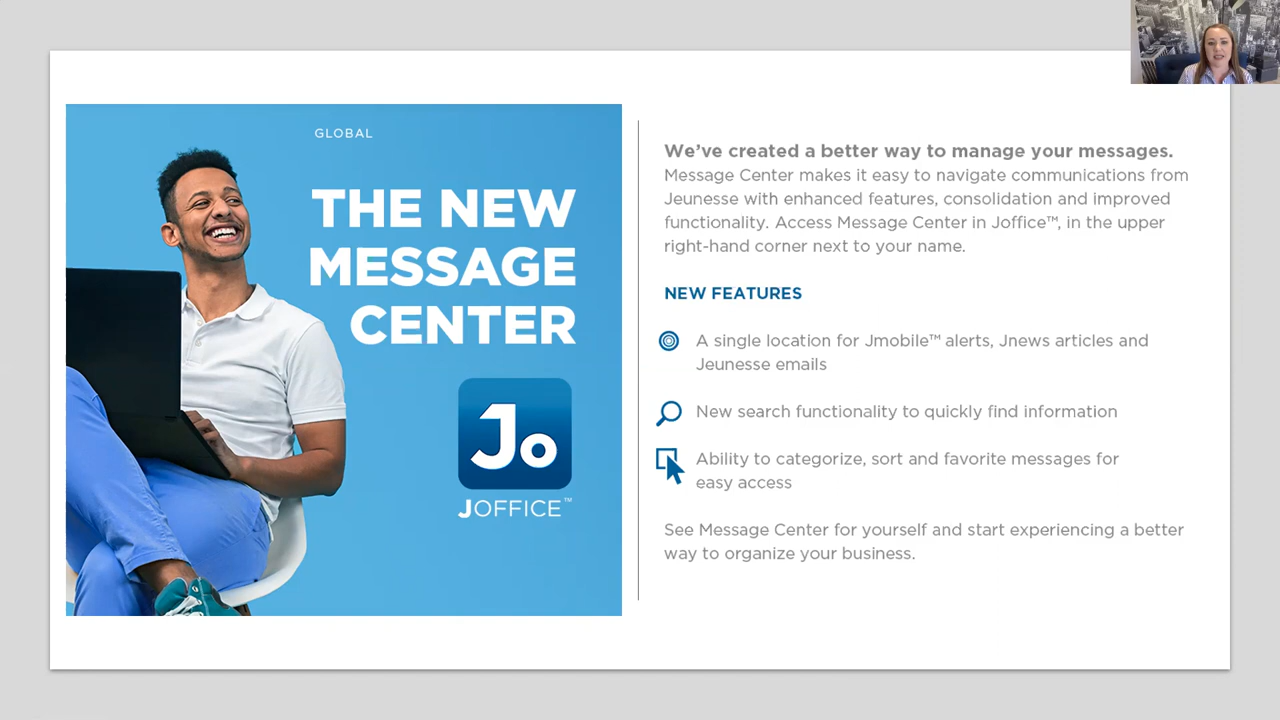 GLOBAL
THE NEW
MESSAGE
CENTER
Jo
JOFFICE™
We've created a better way to manage your messages.
Message Center makes it easy to navigate communications from
Jeunesse with enhanced features, consolidation and improved
functionality. Access Message Center in Joffice™, in the upper
right-hand corner next to your name.
NEW FEATURES
A single location for Jmobile™ alerts, Jnews articles and
Jeunesse emails
New search functionality to quickly find information
Ability to categorize, sort and favorite messages for
easy access
See Message Center for yourself and start experiencing a better
way to organize your business.